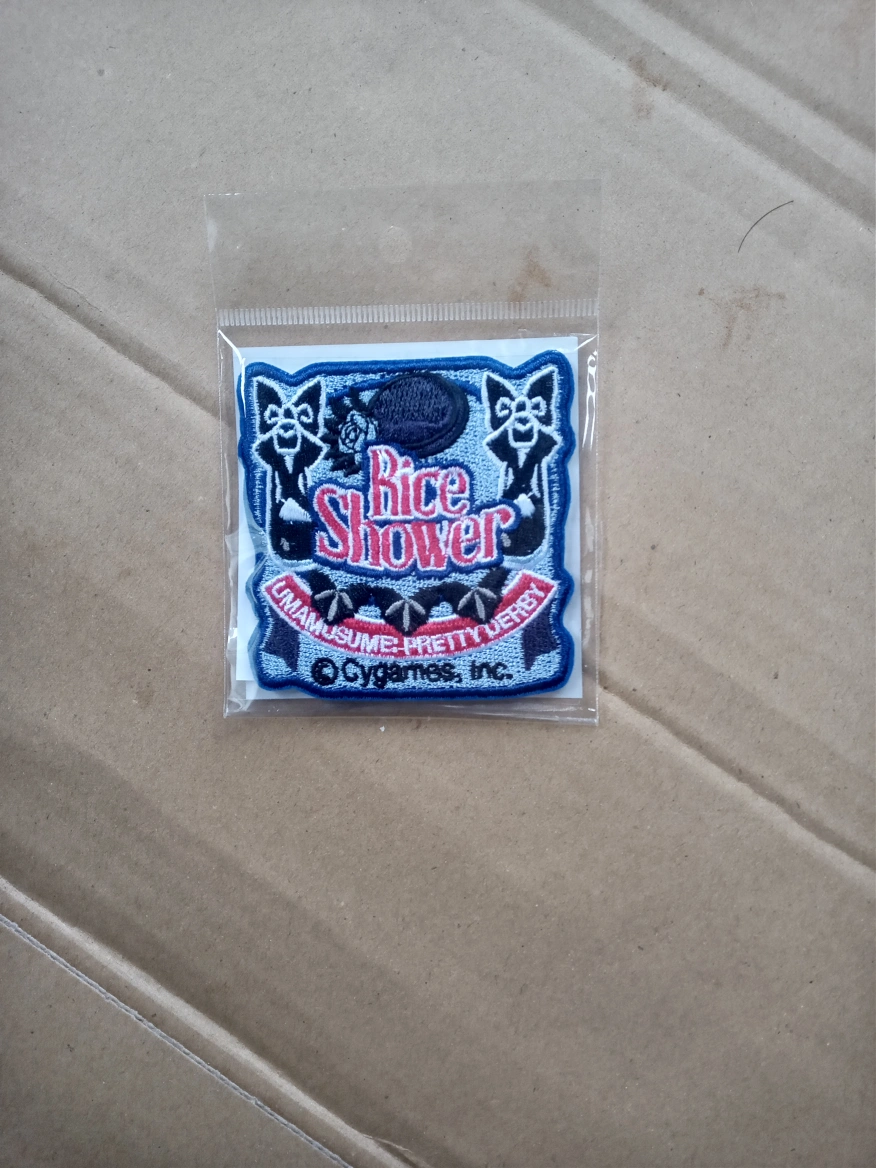 Rice
Shower
UMAMUSUME: PRETTY DERBY
©Cygames, Inc.